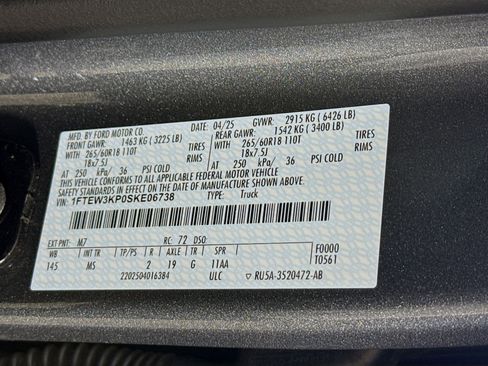 MFD. BY FORD MOTOR CO. DATE: 04/25 GVWR: 2915 KG ( 6426 LB)
FRONT GAWR: 1463 KG ( 3225 LB) REAR GAWR: 1542 KG ( 3400 LB)
WITH 265/60R18 110T TIRES WITH 265/60R18 110T TIRES
18x7.5J RIMS 18x7.5J RIMS
AT 250 kPa/ 36 PSI COLD AT 250 kPa/ 36 PSI COLD
THIS VEHICLE CONFORMS TO ALL APPLICABLE FEDERAL MOTOR VEHICLE
SAFETY STANDARDS IN EFFECT ON THE DATE OF MANUFACTURE SHOWN ABOVE.
VIN: 1FTEW3KP0SKE06738 TYPE: Truck
EXT PNT: M7 RC: 72 DSO: F0000
WB INT TR TP/PS R AXLE TR SPR T0561
145 MS 2 19 G 11AA
2202504016384 ULC ▽ RU5A-3520472-AB